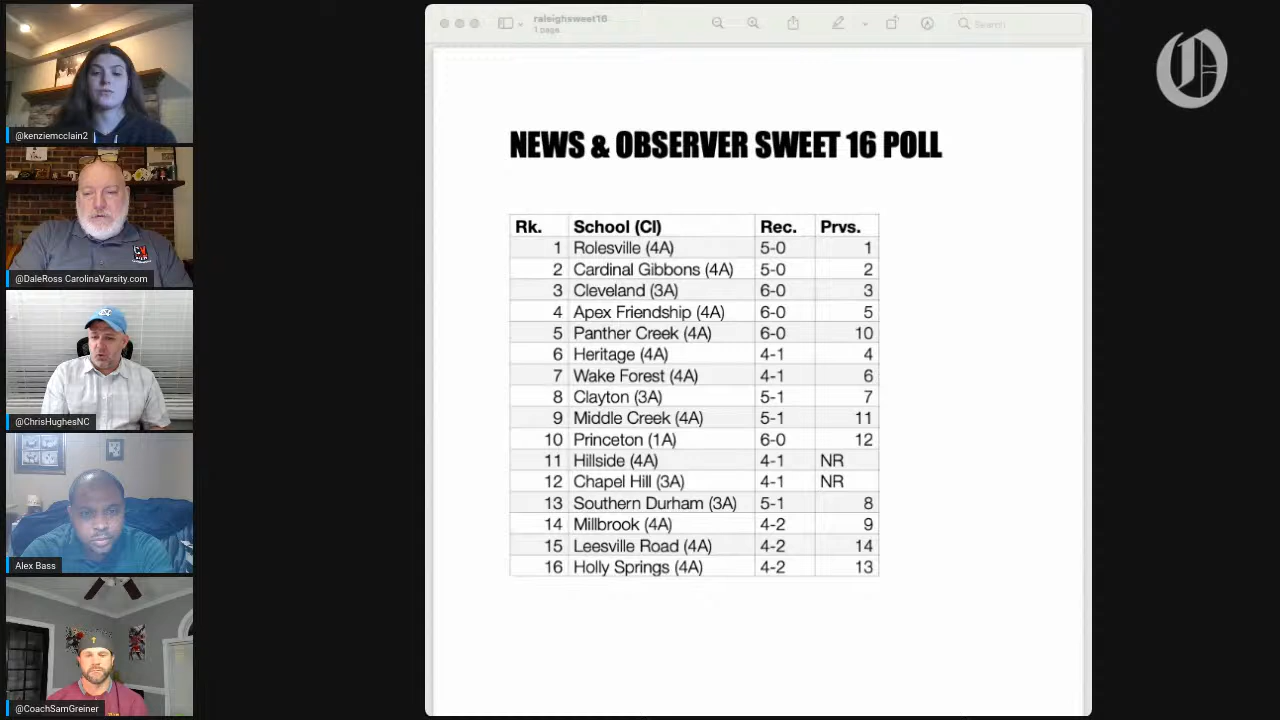 @kenziemcclain2
@DaleRoss CarolinaVarsity.com
@ChrisHughesNC
Alex Bass
@CoachSamGreiner
raleighsweet16
1 page
Search
NEWS & OBSERVER SWEET 16 POLL
Rk. School (Cl) Rec. Prvs.
1 Rolesville (4A) 5-0 1
2 Cardinal Gibbons (4A) 5-0 2
3 Cleveland (3A) 6-0 3
4 Apex Friendship (4A) 6-0 5
5 Panther Creek (4A) 6-0 10
6 Heritage (4A) 4-1 4
7 Wake Forest (4A) 4-1 6
8 Clayton (3A) 5-1 7
9 Middle Creek (4A) 5-1 11
10 Princeton (1A) 6-0 12
11 Hillside (4A) 4-1 NR
12 Chapel Hill (3A) 4-1 NR
13 Southern Durham (3A) 5-1 8
14 Millbrook (4A) 4-2 9
15 Leesville Road (4A) 4-2 14
16 Holly Springs (4A) 4-2 13
O